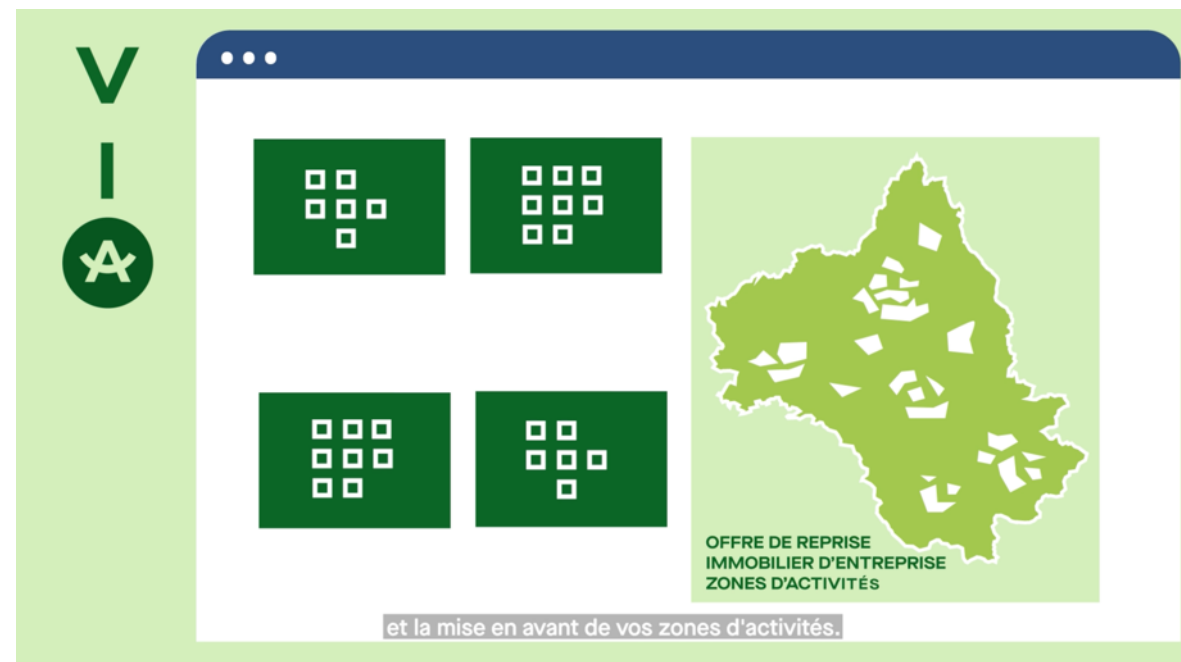 V
I
A
OFFRE DE REPRISE
IMMOBILIER D'ENTREPRISE
ZONES D'ACTIVITÉS
et la mise en avant de vos zones d'activités.